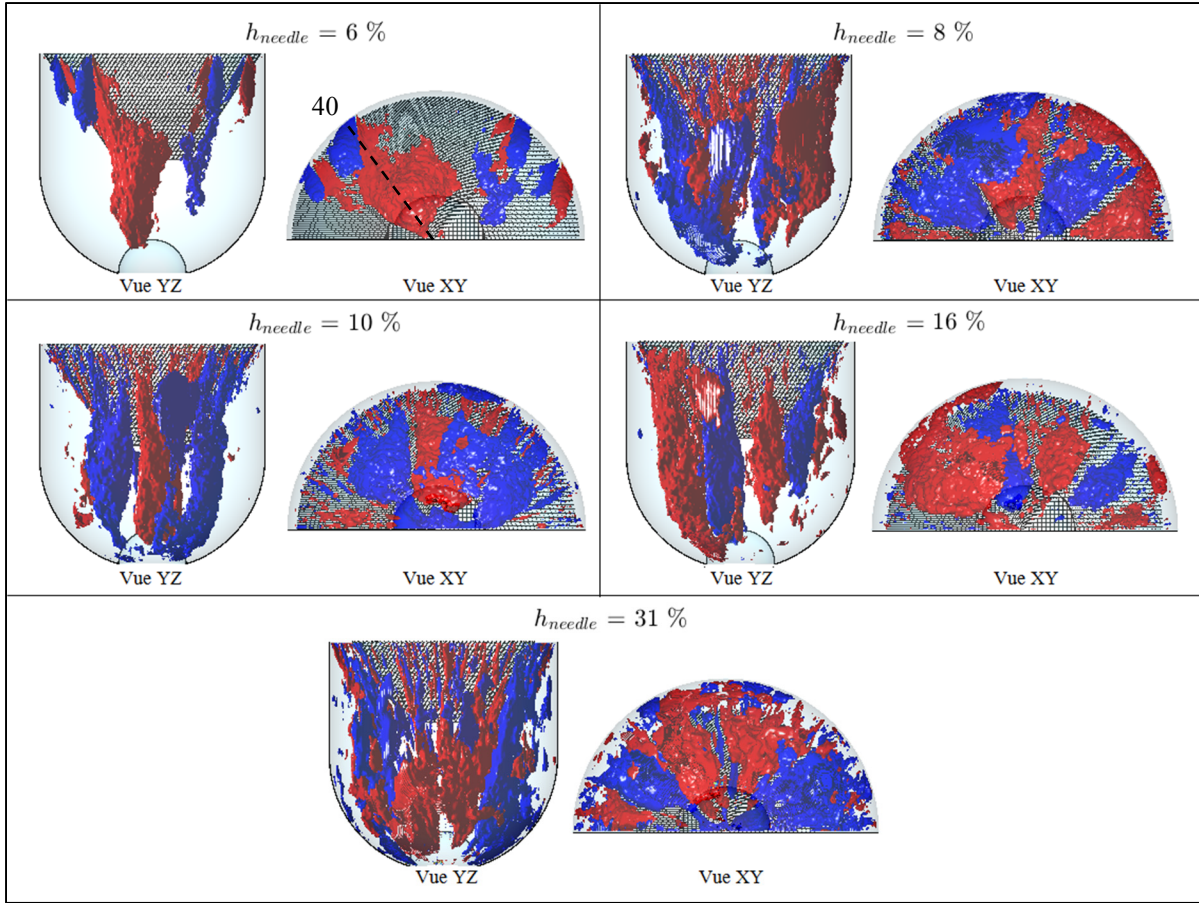 h_needle = 6 %
40
Vue YZ
Vue XY
h_needle = 8 %
Vue YZ
Vue XY
h_needle = 10 %
Vue YZ
Vue XY
h_needle = 16 %
Vue YZ
Vue XY
h_needle = 31 %
Vue YZ
Vue XY